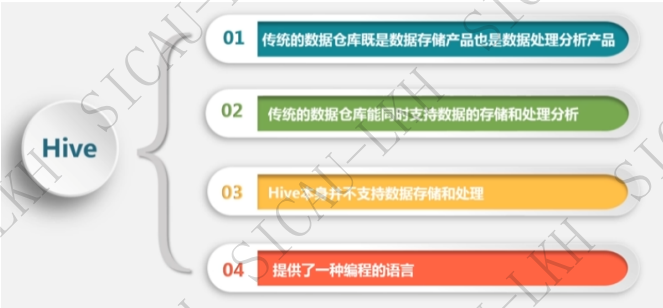 Hive
01 传统的数据仓库既是数据存储产品也是数据处理分析产品
02 传统的数据仓库能同时支持数据的存储和处理分析
03 Hive本身并不支持数据存储和处理
04 提供了一种编程的语言
SICAU-LKH
SICAU-LKH